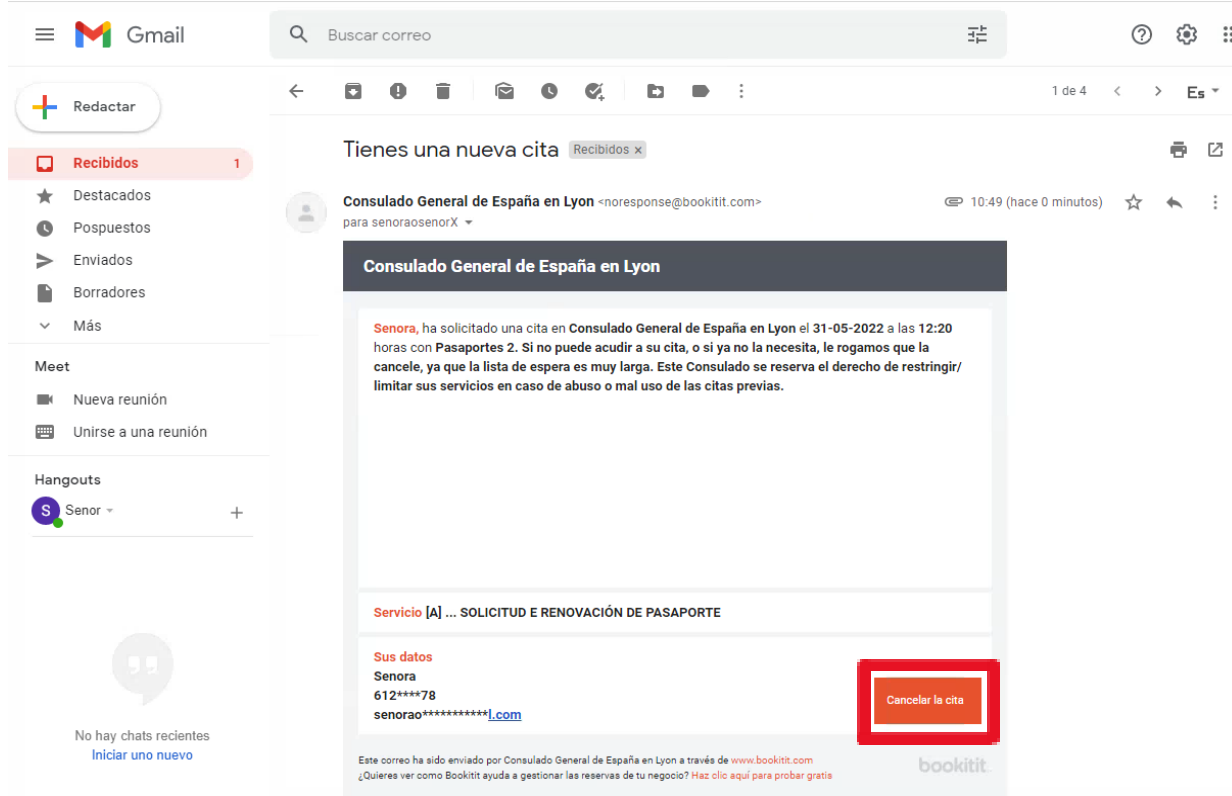 Gmail
Buscar correo
Redactar
1 de 4
Es
Recibidos 1
Destacados
Pospuestos
Enviados
Borradores
Más
Meet
Nueva reunión
Unirse a una reunión
Hangouts
S Senor
No hay chats recientes
Iniciar uno nuevo
Tienes una nueva cita Recibidos x
Consulado General de España en Lyon <noresponse@bookitit.com> 10:49 (hace 0 minutos)
para senoraosenorX
Consulado General de España en Lyon
Senora, ha solicitado una cita en Consulado General de España en Lyon el 31-05-2022 a las 12:20
horas con Pasaportes 2. Si no puede acudir a su cita, o si ya no la necesita, le rogamos que la
cancele, ya que la lista de espera es muy larga. Este Consulado se reserva el derecho de restringir/
limitar sus servicios en caso de abuso o mal uso de las citas previas.
Servicio [A] ... SOLICITUD E RENOVACIÓN DE PASAPORTE
Sus datos
Senora
612****78
senorao***********l.com
Cancelar la cita
Este correo ha sido enviado por Consulado General de España en Lyon a través de www.bookitit.com
¿Quieres ver como Bookitit ayuda a gestionar las reservas de tu negocio? Haz clic aquí para probar gratis
bookitit.